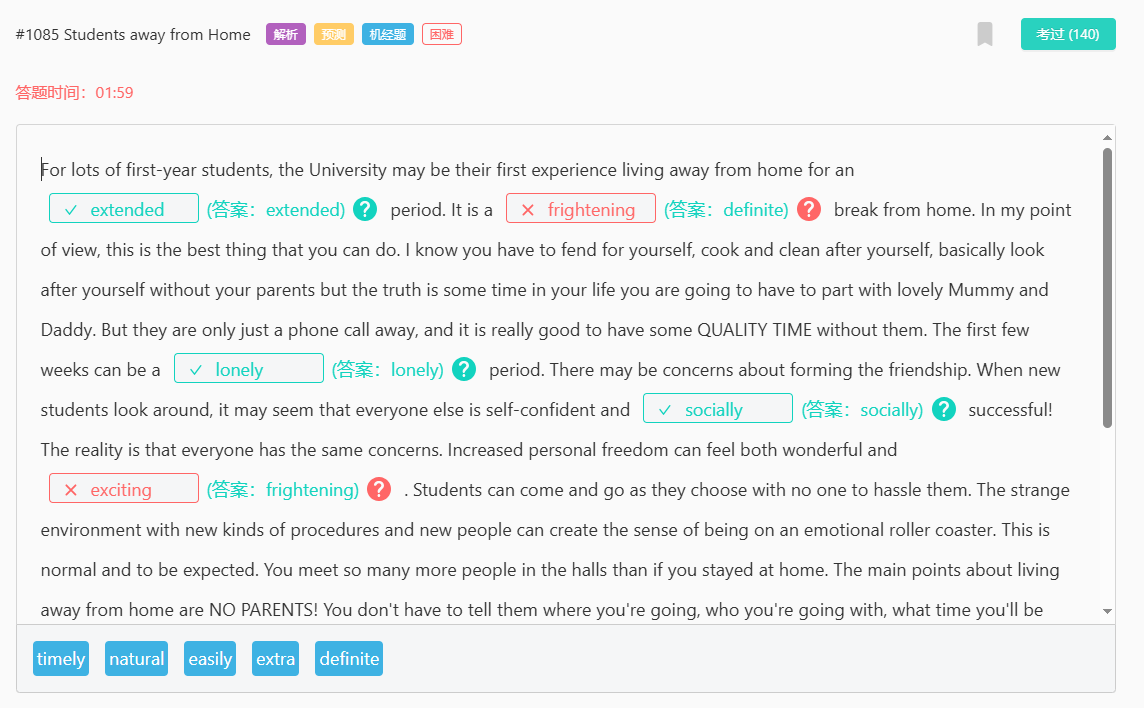 #1085 Students away from Home 解析 预测 机经题 困难 考过 (140)
答题时间：01:59
For lots of first-year students, the University may be their first experience living away from home for an
✓ extended (答案：extended) ? period. It is a × frightening (答案：definite) ? break from home. In my point
of view, this is the best thing that you can do. I know you have to fend for yourself, cook and clean after yourself, basically look
after yourself without your parents but the truth is some time in your life you are going to have to part with lovely Mummy and
Daddy. But they are only just a phone call away, and it is really good to have some QUALITY TIME without them. The first few
weeks can be a ✓ lonely (答案：lonely) ? period. There may be concerns about forming the friendship. When new
students look around, it may seem that everyone else is self-confident and ✓ socially (答案：socially) ? successful!
The reality is that everyone has the same concerns. Increased personal freedom can feel both wonderful and
× exciting (答案：frightening) ? . Students can come and go as they choose with no one to hassle them. The strange
environment with new kinds of procedures and new people can create the sense of being on an emotional roller coaster. This is
normal and to be expected. You meet so many more people in the halls than if you stayed at home. The main points about living
away from home are NO PARENTS! You don't have to tell them where you're going, who you're going with, what time you'll be
timely natural easily extra definite